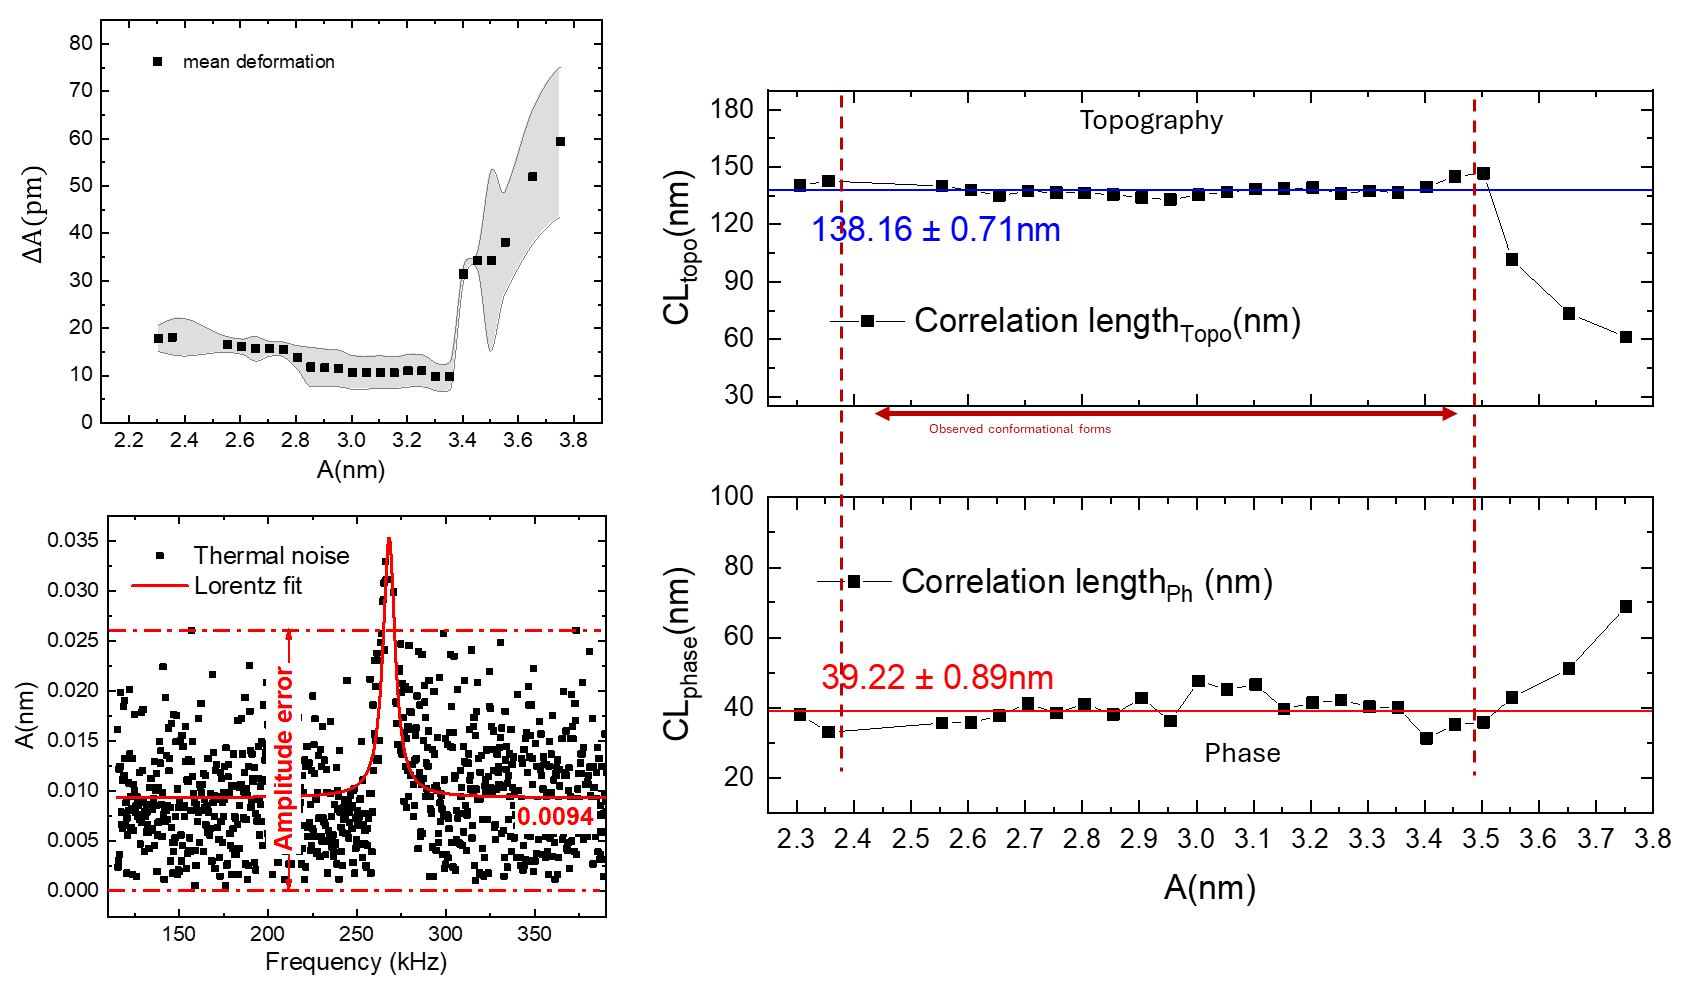 80
70
60
50
40
30
20
10
0
ΔA(pm)
mean deformation
2.2 2.4 2.6 2.8 3.0 3.2 3.4 3.6 3.8
A(nm)
0.035
0.030
0.025
0.020
0.015
0.010
0.005
0.000
A(nm)
Thermal noise
Lorentz fit
Amplitude error
0.0094
150 200 250 300 350
Frequency (kHz)
180
150
120
90
60
30
CLtopo(nm)
Topography
138.16 ± 0.71nm
Correlation lengthTopo(nm)
Observed conformational forms
100
80
60
40
20
CLphase(nm)
Correlation lengthPh (nm)
39.22 ± 0.89nm
Phase
2.3 2.4 2.5 2.6 2.7 2.8 2.9 3.0 3.1 3.2 3.3 3.4 3.5 3.6 3.7 3.8
A(nm)